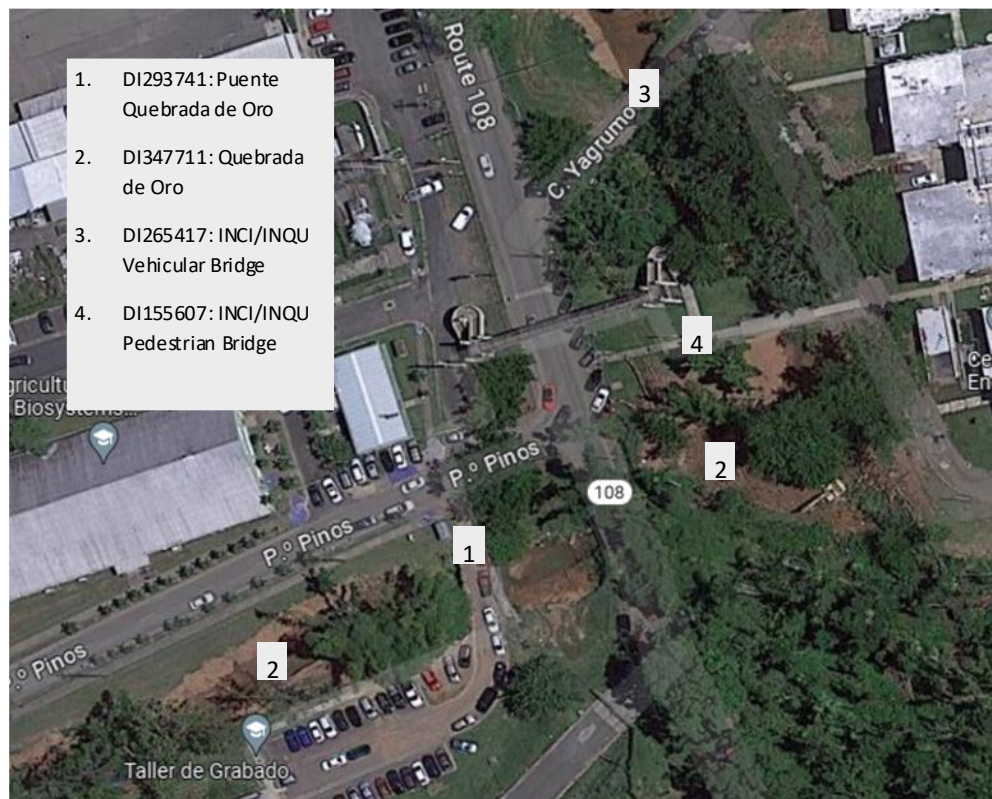 1. DI293741: Puente
Quebrada de Oro
2. DI347711: Quebrada
de Oro
3. DI265417: INCI/INQU
Vehicular Bridge
4. DI155607: INCI/INQU
Pedestrian Bridge
Route 108
C. Yagrumo
3
4
2
108
P.º Pinos
1
P.º Pinos
2
.º Pinos
Taller de Grabado
gricultu
Biosystems...
Ce
En